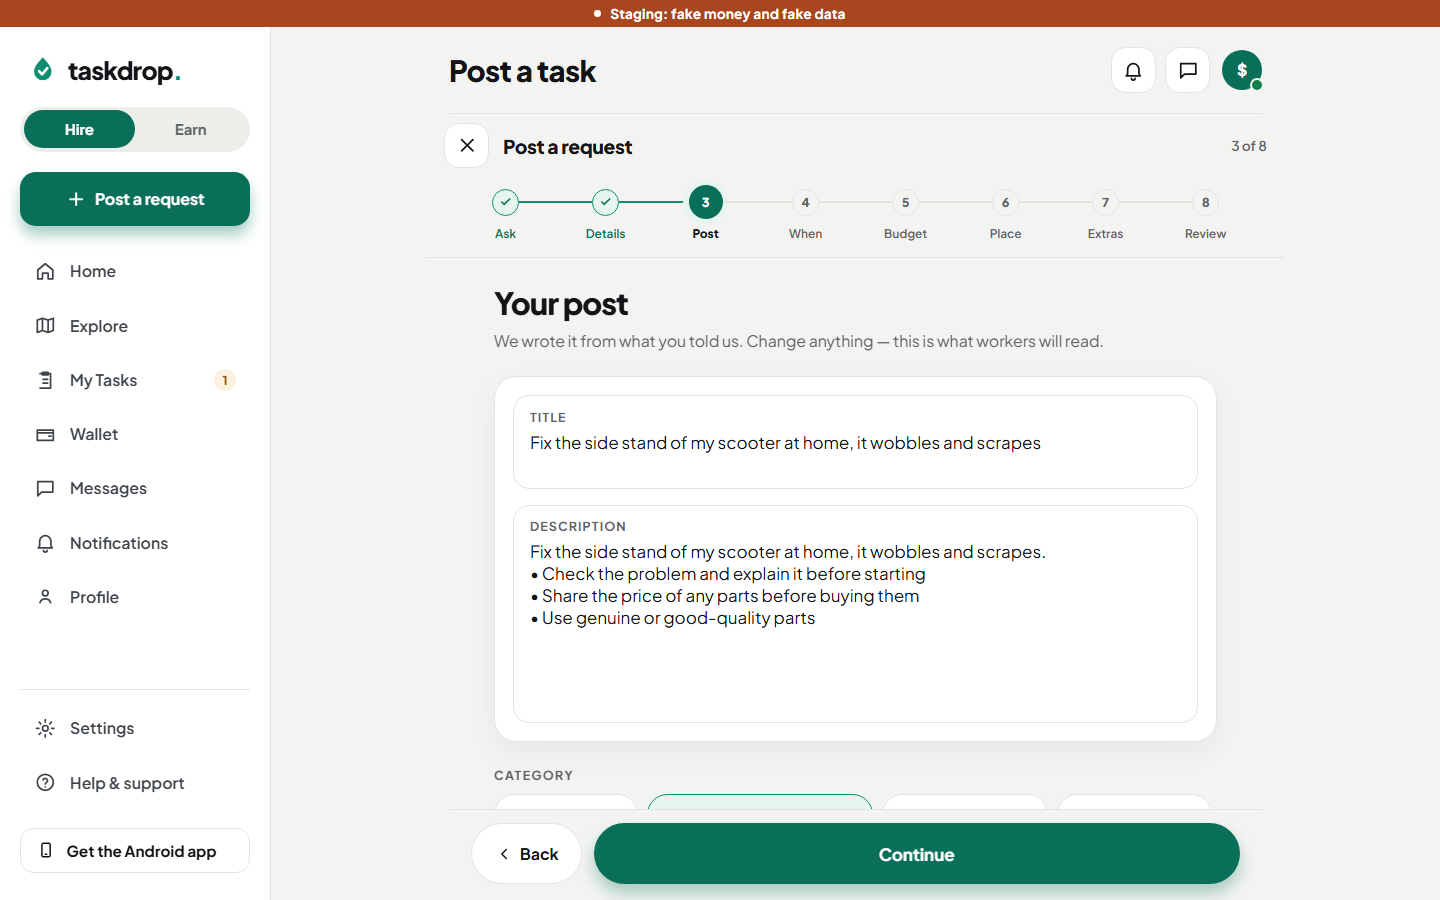 Staging: fake money and fake data
taskdrop.
Hire
Earn
Post a request
Home
Explore
My Tasks
1
Wallet
Messages
Notifications
Profile
Settings
Help & support
Get the Android app
Post a task
$
Post a request
3 of 8
3
4
5
6
7
8
Ask
Details
Post
When
Budget
Place
Extras
Review
Your post
We wrote it from what you told us. Change anything — this is what workers will read.
TITLE
Fix the side stand of my scooter at home, it wobbles and scrapes
DESCRIPTION
Fix the side stand of my scooter at home, it wobbles and scrapes.
• Check the problem and explain it before starting
• Share the price of any parts before buying them
• Use genuine or good-quality parts
CATEGORY
Back
Continue